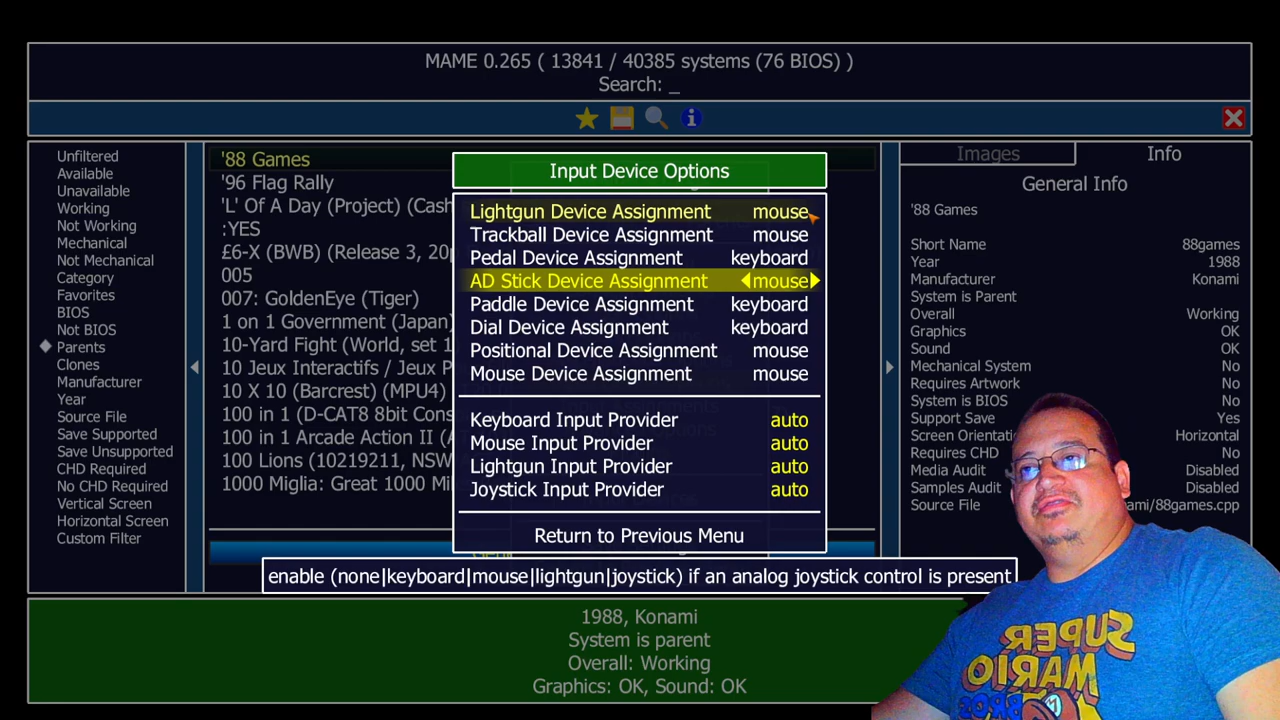 MAME 0.265 ( 13841 / 40385 systems (76 BIOS) )
Search: _
Unfiltered
Available
Unavailable
Working
Not Working
Mechanical
Not Mechanical
Category
Favorites
BIOS
Not BIOS
Parents
Clones
Manufacturer
Year
Source File
Save Supported
Save Unsupported
CHD Required
No CHD Required
Vertical Screen
Horizontal Screen
Custom Filter
'88 Games
'96 Flag Rally
'L' Of A Day (Project) (Cash
:YES
£6-X (BWB) (Release 3, 20p
005
007: GoldenEye (Tiger)
1 on 1 Government (Japan)
10-Yard Fight (World, set 1
10 Jeux Interactifs / Jeux P
10 X 10 (Barcrest) (MPU4)
100 in 1 (D-CAT8 8bit Cons
100 in 1 Arcade Action II (A
100 Lions (10219211, NSW
1000 Miglia: Great 1000 Mi
Input Device Options
Lightgun Device Assignment mouse
Trackball Device Assignment mouse
Pedal Device Assignment keyboard
AD Stick Device Assignment mouse
Paddle Device Assignment keyboard
Dial Device Assignment keyboard
Positional Device Assignment mouse
Mouse Device Assignment mouse
Keyboard Input Provider auto
Mouse Input Provider auto
Lightgun Input Provider auto
Joystick Input Provider auto
Return to Previous Menu
enable (none|keyboard|mouse|lightgun|joystick) if an analog joystick control is present
Images Info
General Info
'88 Games
Short Name 88games
Year 1988
Manufacturer Konami
System is Parent
Overall Working
Graphics OK
Sound OK
Mechanical System No
Requires Artwork No
System is BIOS No
Support Save Yes
Screen Orientatio Horizontal
Requires CHD No
Media Audit Disabled
Samples Audit Disabled
Source File ami/88games.cpp
1988, Konami
System is parent
Overall: Working
Graphics: OK, Sound: OK
SUPER
MARIO
BROS